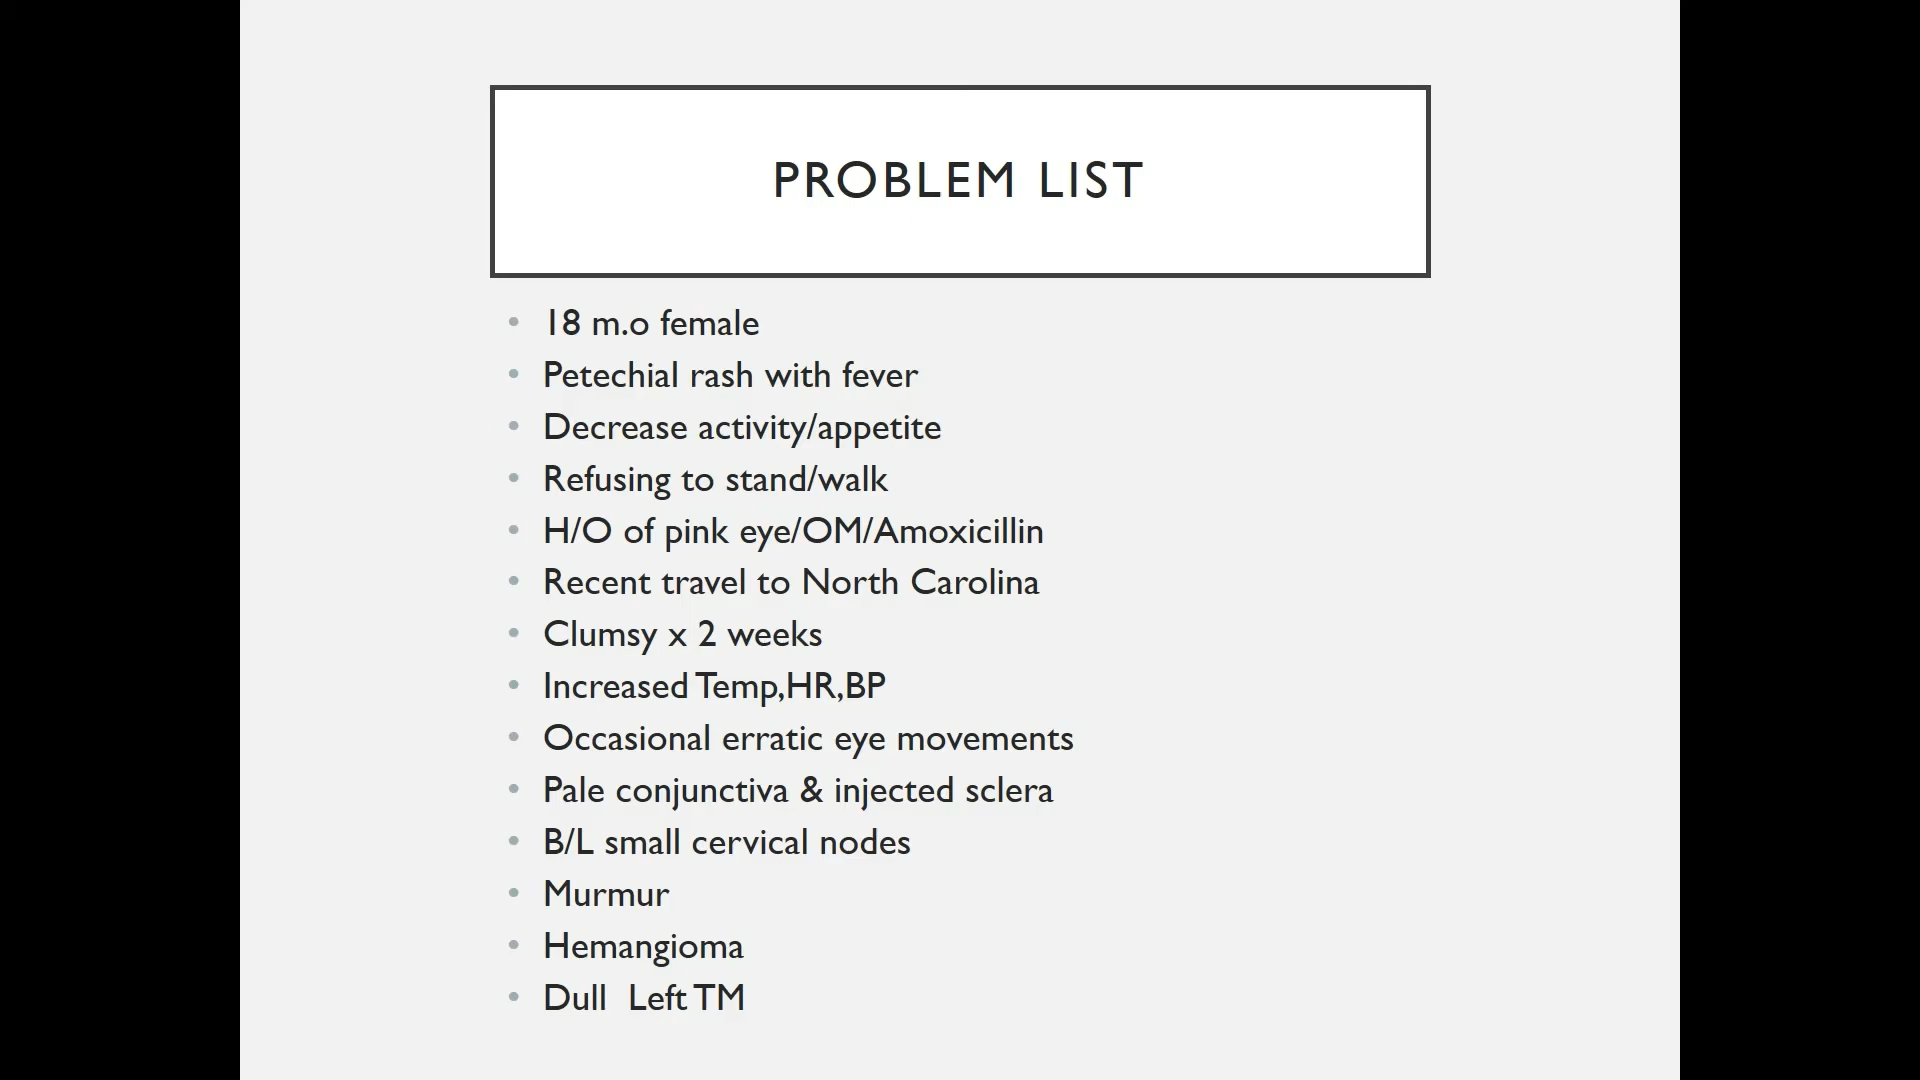 PROBLEM LIST
• 18 m.o female
• Petechial rash with fever
• Decrease activity/appetite
• Refusing to stand/walk
• H/O of pink eye/OM/Amoxicillin
• Recent travel to North Carolina
• Clumsy x 2 weeks
• Increased Temp,HR,BP
• Occasional erratic eye movements
• Pale conjunctiva & injected sclera
• B/L small cervical nodes
• Murmur
• Hemangioma
• Dull  Left TM